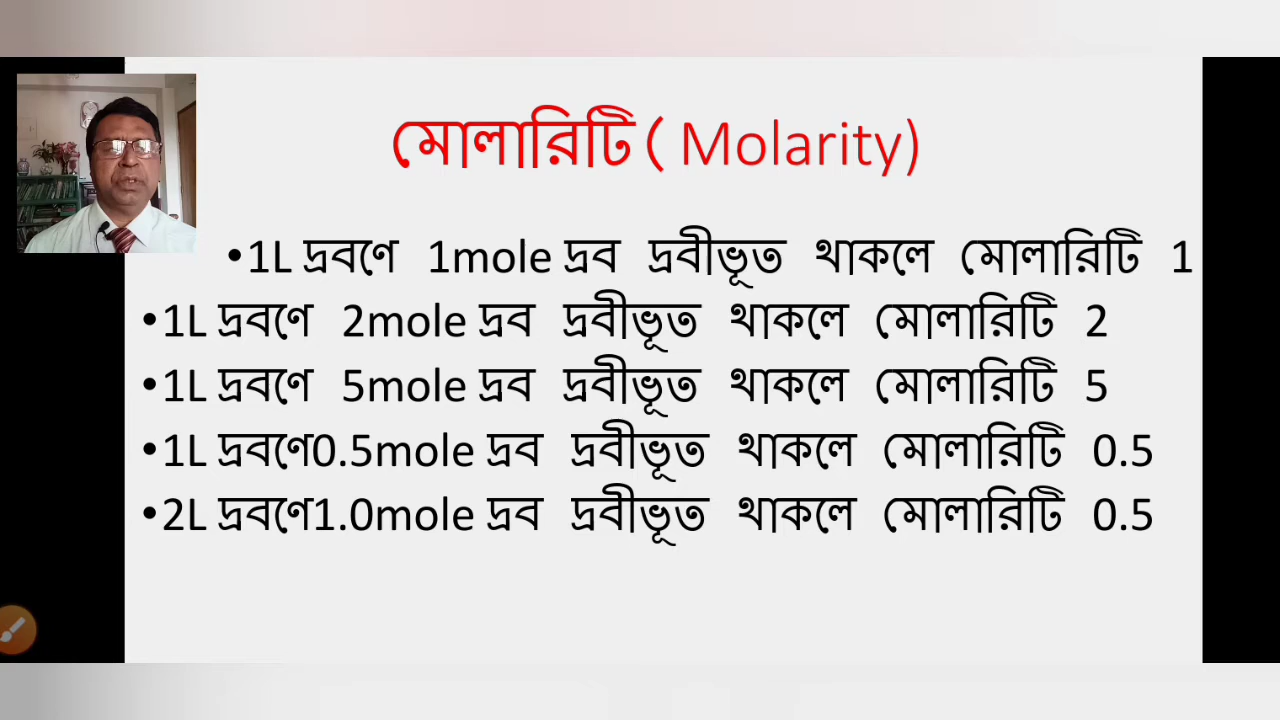 মোলারিটি ( Molarity)
•1L দ্রবণে 1mole দ্রব দ্রবীভূত থাকলে মোলারিটি 1
•1L দ্রবণে 2mole দ্রব দ্রবীভূত থাকলে মোলারিটি 2
•1L দ্রবণে 5mole দ্রব দ্রবীভূত থাকলে মোলারিটি 5
•1L দ্রবণে0.5mole দ্রব দ্রবীভূত থাকলে মোলারিটি 0.5
•2L দ্রবণে1.0mole দ্রব দ্রবীভূত থাকলে মোলারিটি 0.5